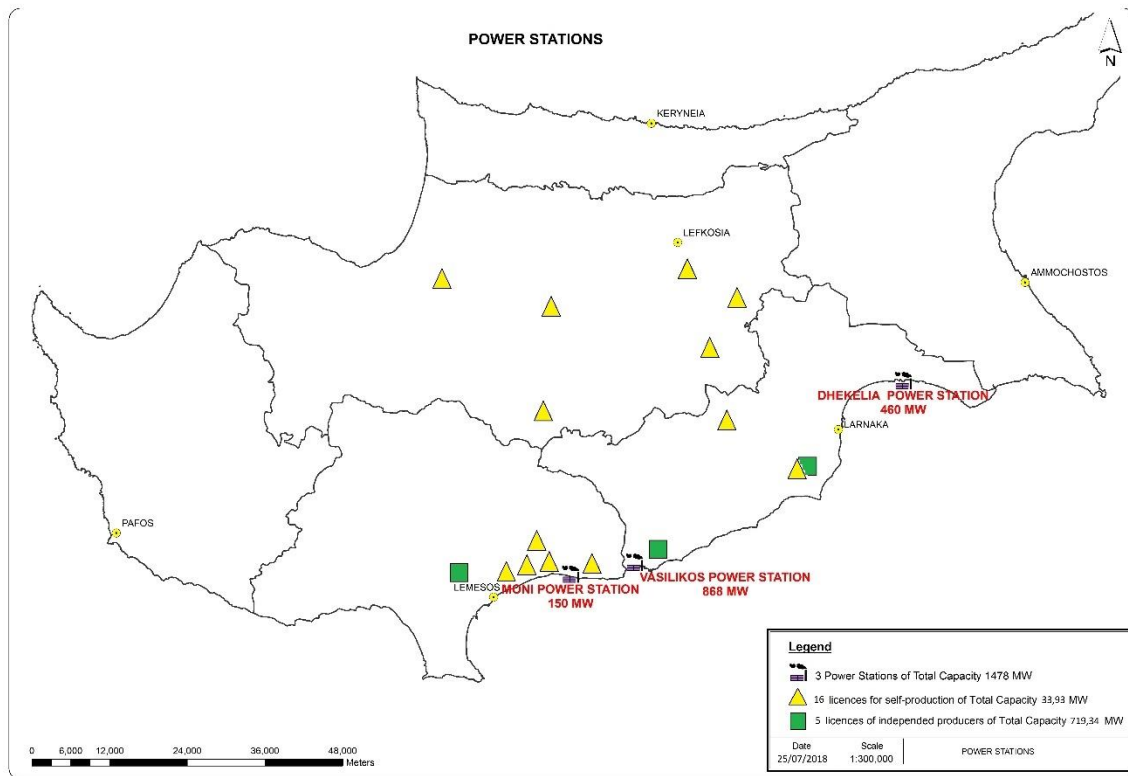 POWER STATIONS
N
KERYNEIA
LEFKOSIA
AMMOCHOSTOS
DHEKELIA POWER STATION
460 MW
LARNAKA
PAFOS
LEMESOS
MONI POWER STATION
150 MW
VASILIKOS POWER STATION
868 MW
Legend
3 Power Stations of Total Capacity 1478 MW
16 licences for self-production of Total Capacity 33,93 MW
5 licences of independed producers of Total Capacity 719,34 MW
Date
25/07/2018
Scale
1:300,000
POWER STATIONS
0 6,000 12,000 24,000 36,000 48,000
Meters